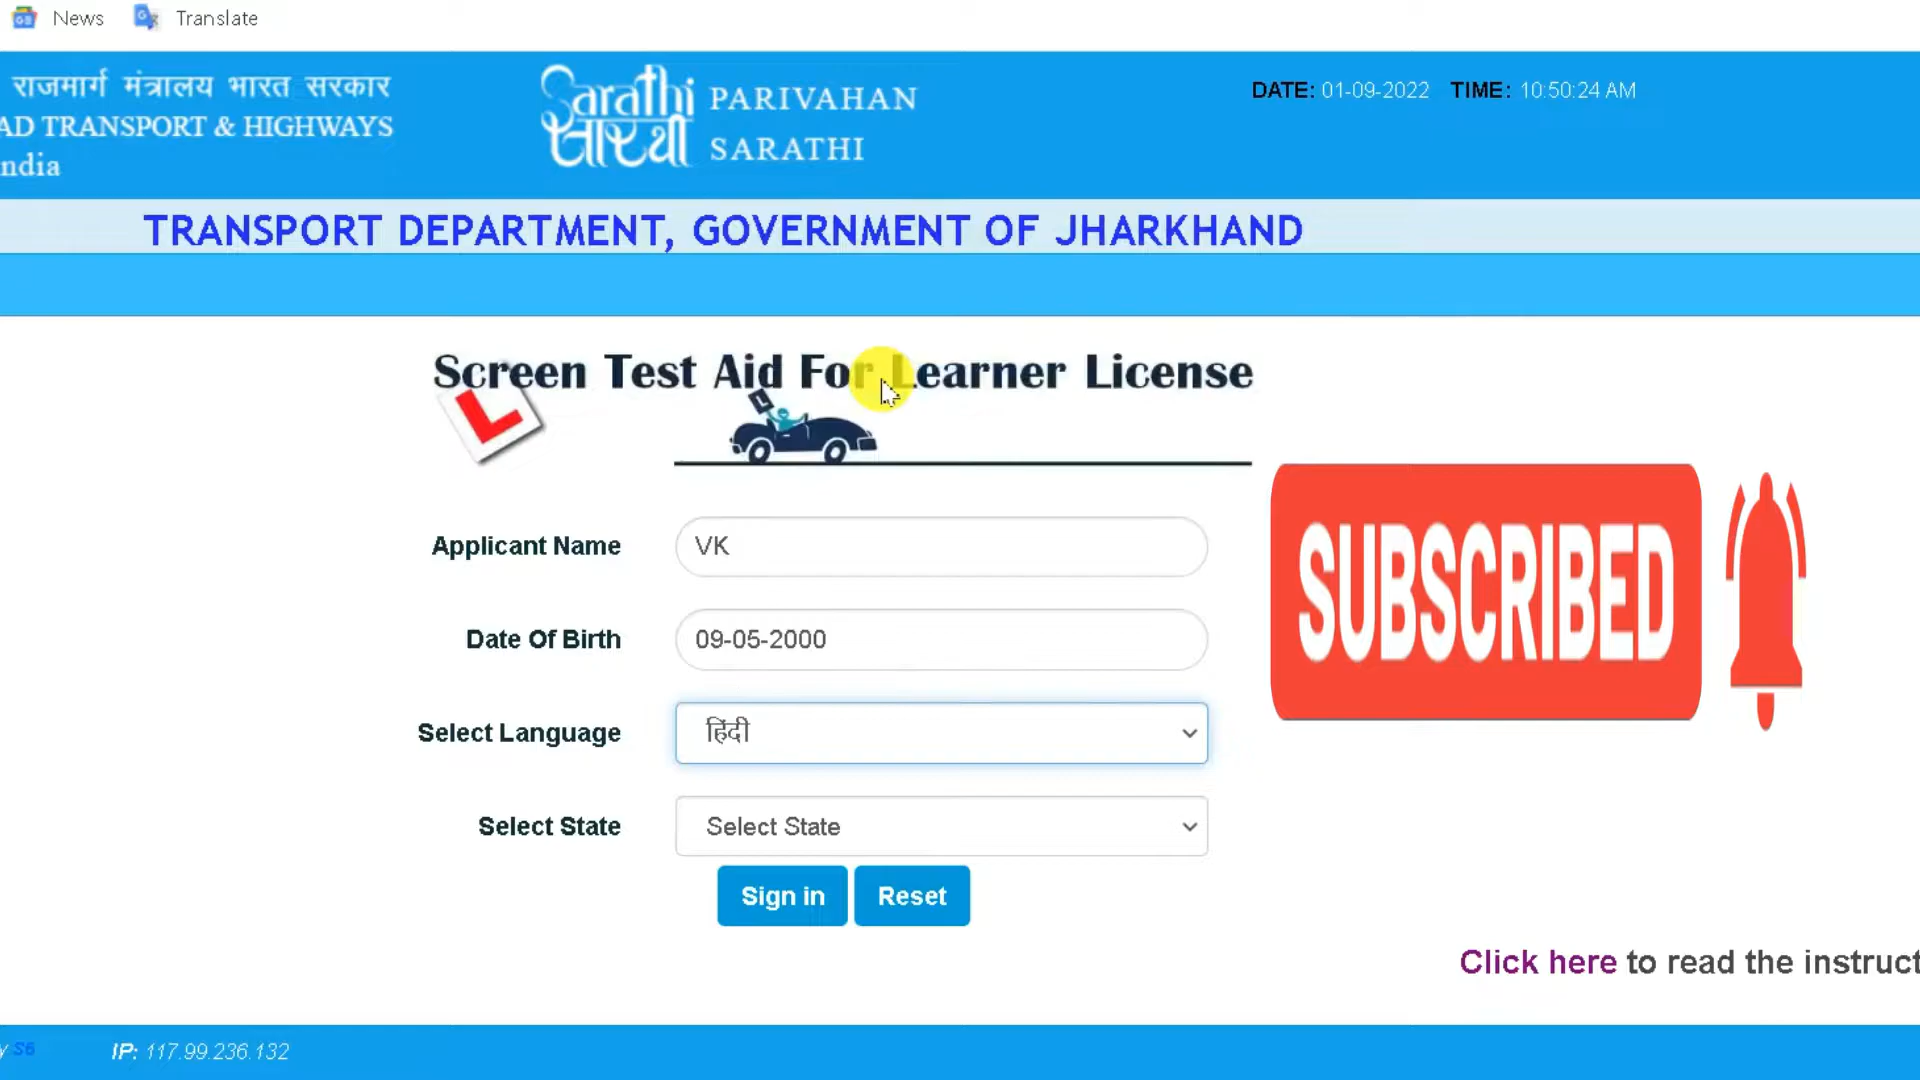 News Translate
राजमार्ग मंत्रालय भारत सरकार
AD TRANSPORT & HIGHWAYS
ndia
Sarathi
सारथी
PARIVAHAN
SARATHI
DATE: 01-09-2022 TIME: 10:50:24 AM
TRANSPORT DEPARTMENT, GOVERNMENT OF JHARKHAND
Screen Test Aid For Learner License
L
L
Applicant Name VK
Date Of Birth 09-05-2000
Select Language हिंदी
Select State Select State
Sign in Reset
SUBSCRIBED
Click here to read the instruct
y S6 IP: 117.99.236.132